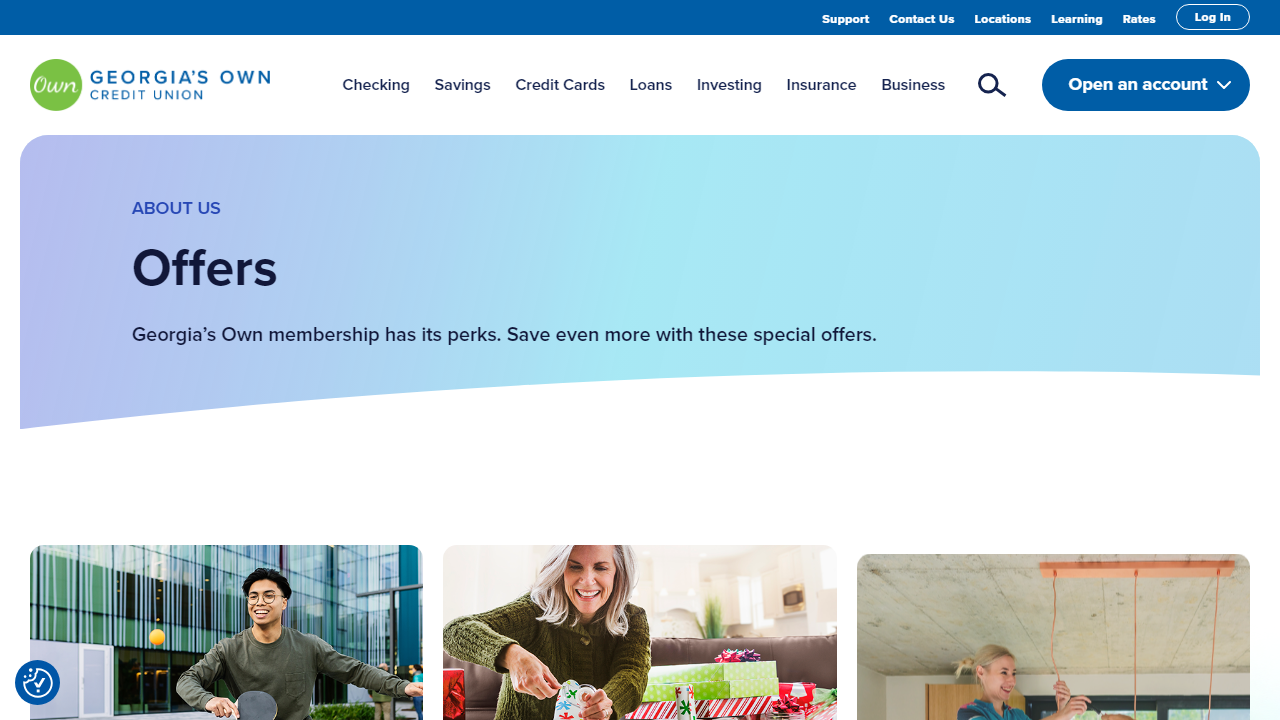 Support Contact Us Locations Learning Rates Log In
Own GEORGIA'S OWN
CREDIT UNION
Checking Savings Credit Cards Loans Investing Insurance Business Open an account
ABOUT US
Offers
Georgia’s Own membership has its perks. Save even more with these special offers.